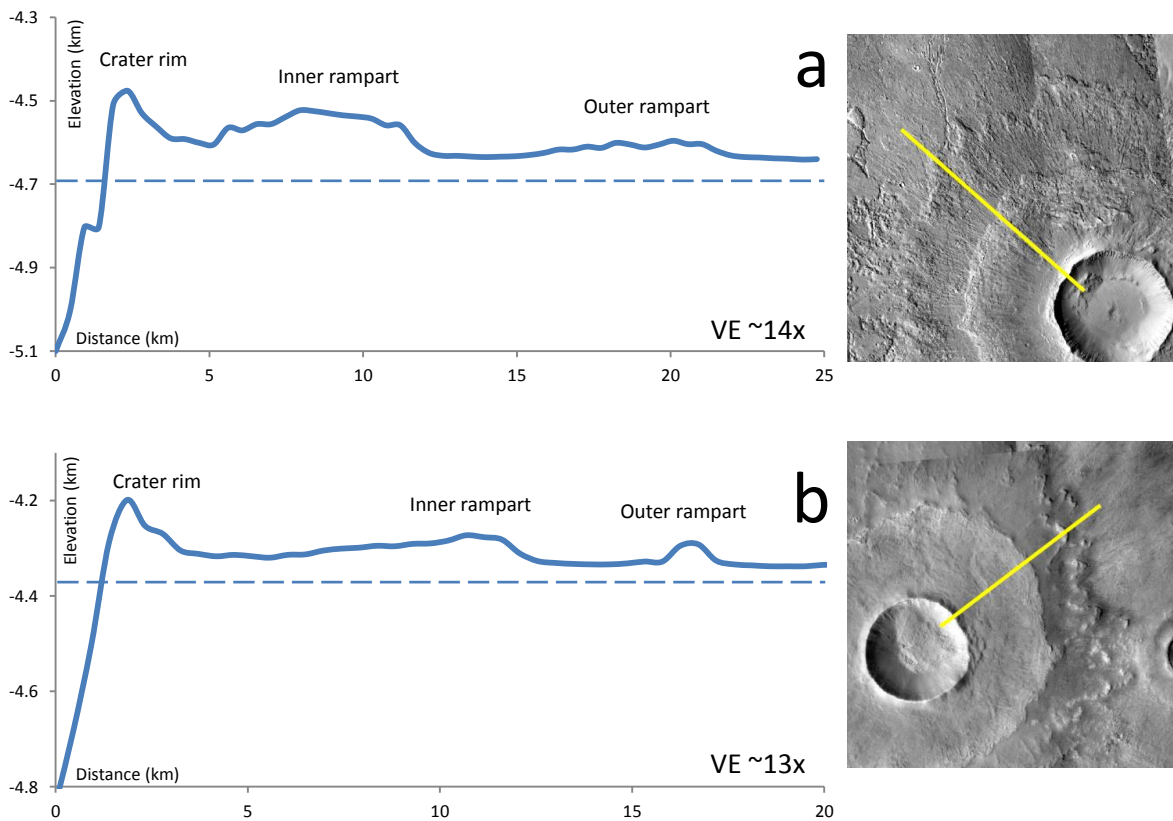 -4.3
-4.5
-4.7
-4.9
-5.1
Elevation (km)
Crater rim
Inner rampart
Outer rampart
a
Distance (km)
VE ~14x
0
5
10
15
20
25
-4.2
-4.4
-4.6
-4.8
Elevation (km)
Crater rim
Inner rampart
Outer rampart
b
Distance (km)
VE ~13x
0
5
10
15
20